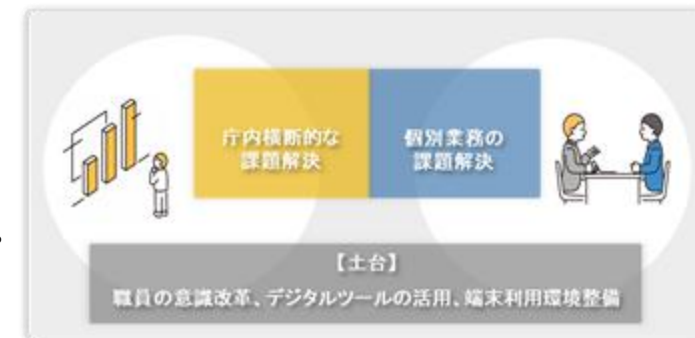 庁内横断的な
課題解決
個別業務の
課題解決
【土台】
職員の意識改革、デジタルツールの活用、端末利用環境整備